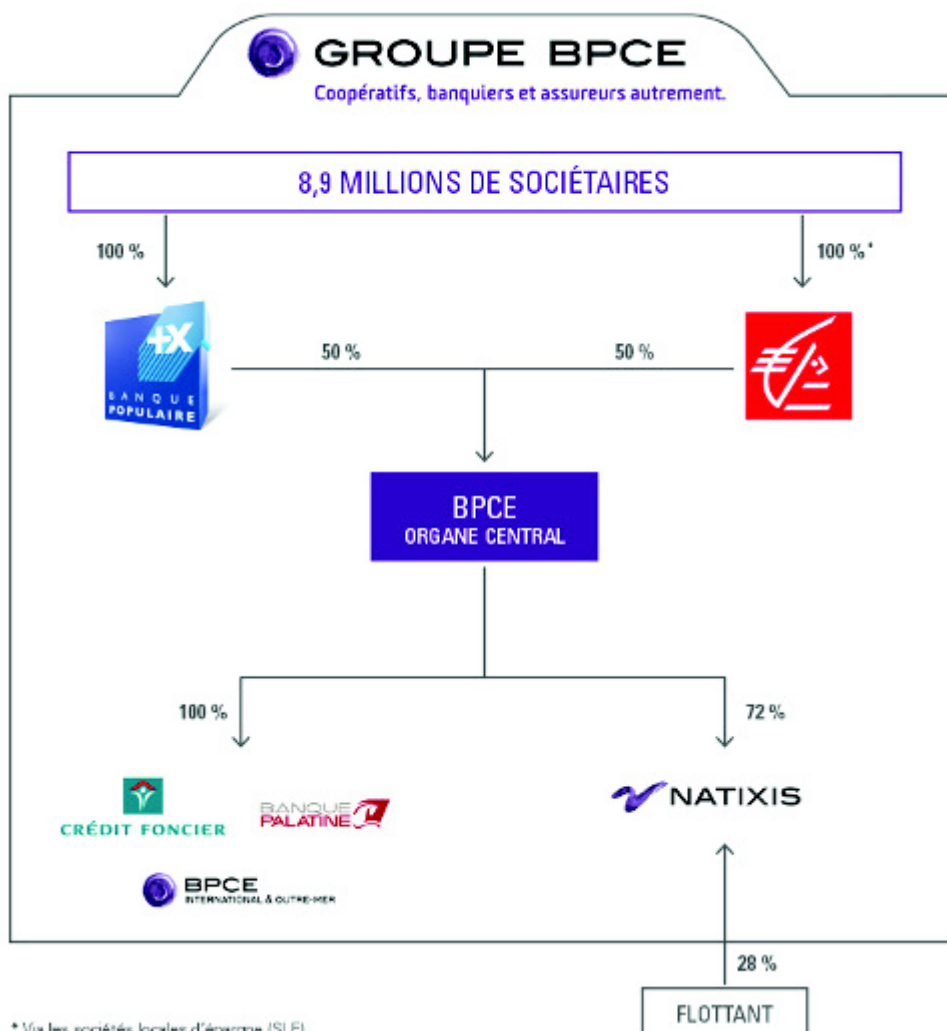 GROUPE BPCE
Coopératifs, banquiers et assureurs autrement.
8,9 MILLIONS DE SOCIÉTAIRES
100 %
100 %*
+X
BANQUE
POPULAIRE
50 %
50 %
BPCE
ORGANE CENTRAL
100 %
72 %
CRÉDIT FONCIER
BANQUE
PALATINE
NATIXIS
BPCE
INTERNATIONAL & OUTRE-MER
28 %
FLOTTANT
* Via les sociétés locales d'épargne (SLE)